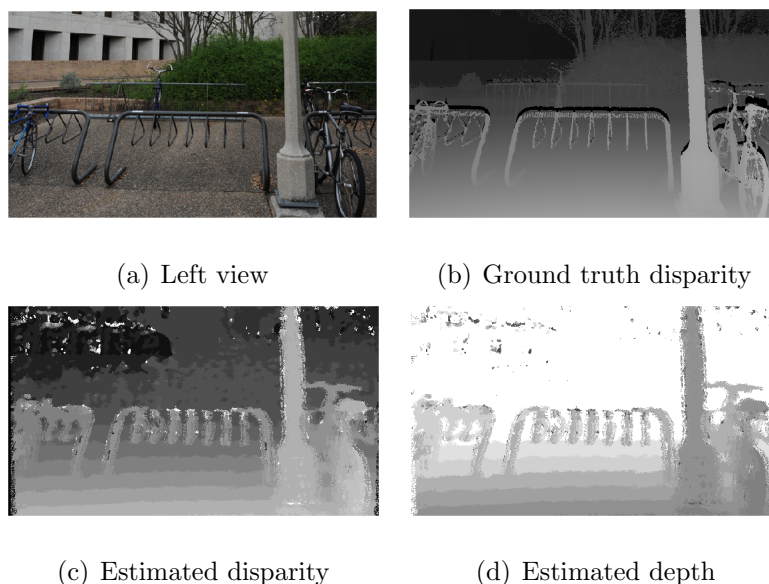 (a) Left view
(b) Ground truth disparity
(c) Estimated disparity
(d) Estimated depth